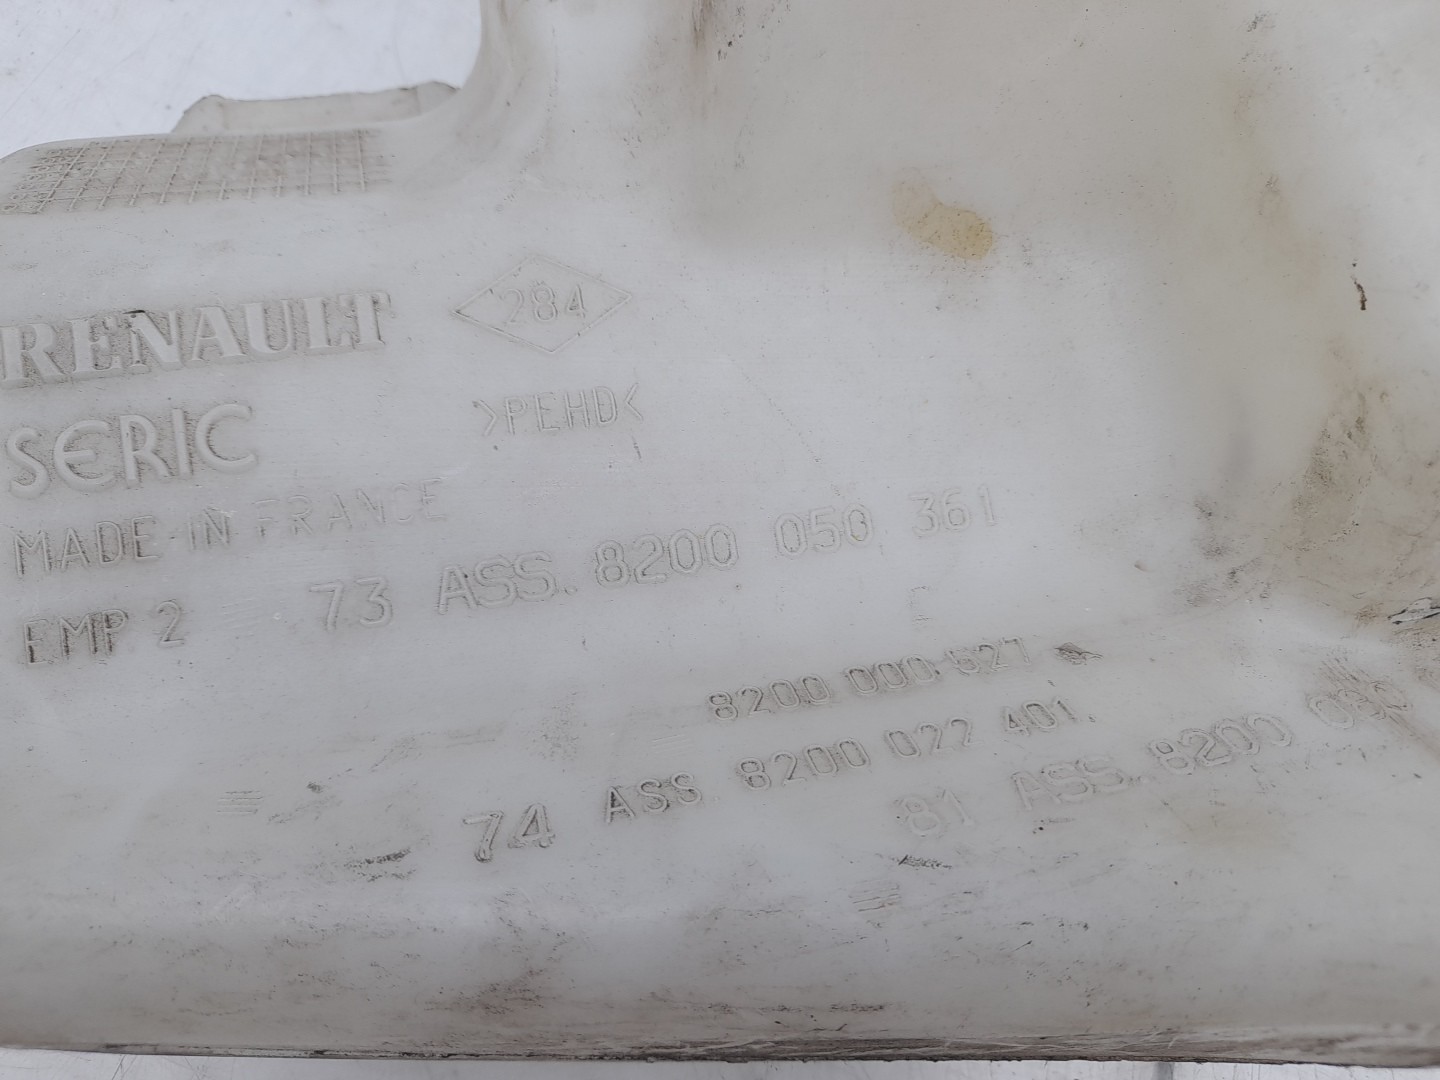 284
RENAULT
>PEHD<
SERIC
MADE IN FRANCE
EMP 2
73 ASS. 8200 050 361
8200 000 527
74 ASS. 8200 022 401.
81 ASS. 8200